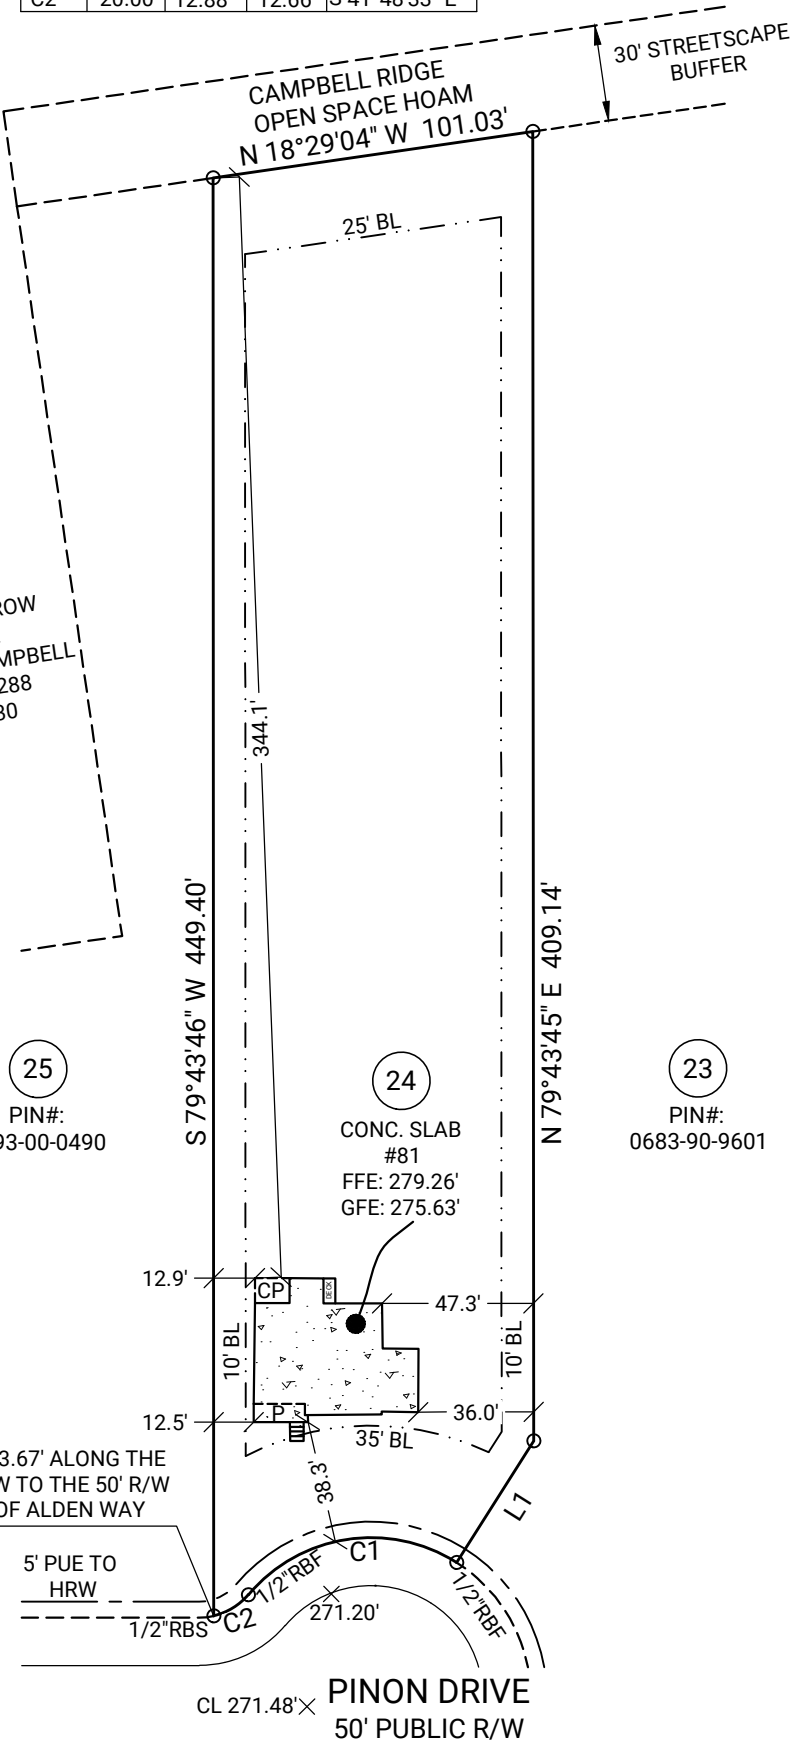 C2 20.00 12.88 12.66 S 41°48'33" E
30' STREETSCAPE
BUFFER
CAMPBELL RIDGE
OPEN SPACE HOAM
N 18°29'04" W 101.03'
25' BL
ROW
MPBELL
288
30
344.1'
S 79°43'46" W 449.40'
N 79°43'45" E 409.14'
25
PIN#:
93-00-0490
24
CONC. SLAB
#81
FFE: 279.26'
GFE: 275.63'
23
PIN#:
0683-90-9601
12.9'
CP
DECK
47.3'
10' BL
10' BL
P
12.5'
36.0'
35' BL
3.67' ALONG THE
W TO THE 50' R/W
OF ALDEN WAY
38.3'
L1
C1
5' PUE TO
HRW
1/2"RBF
1/2"RBF
1/2"RBS
C2
271.20'
CL 271.48'
PINON DRIVE
50' PUBLIC R/W